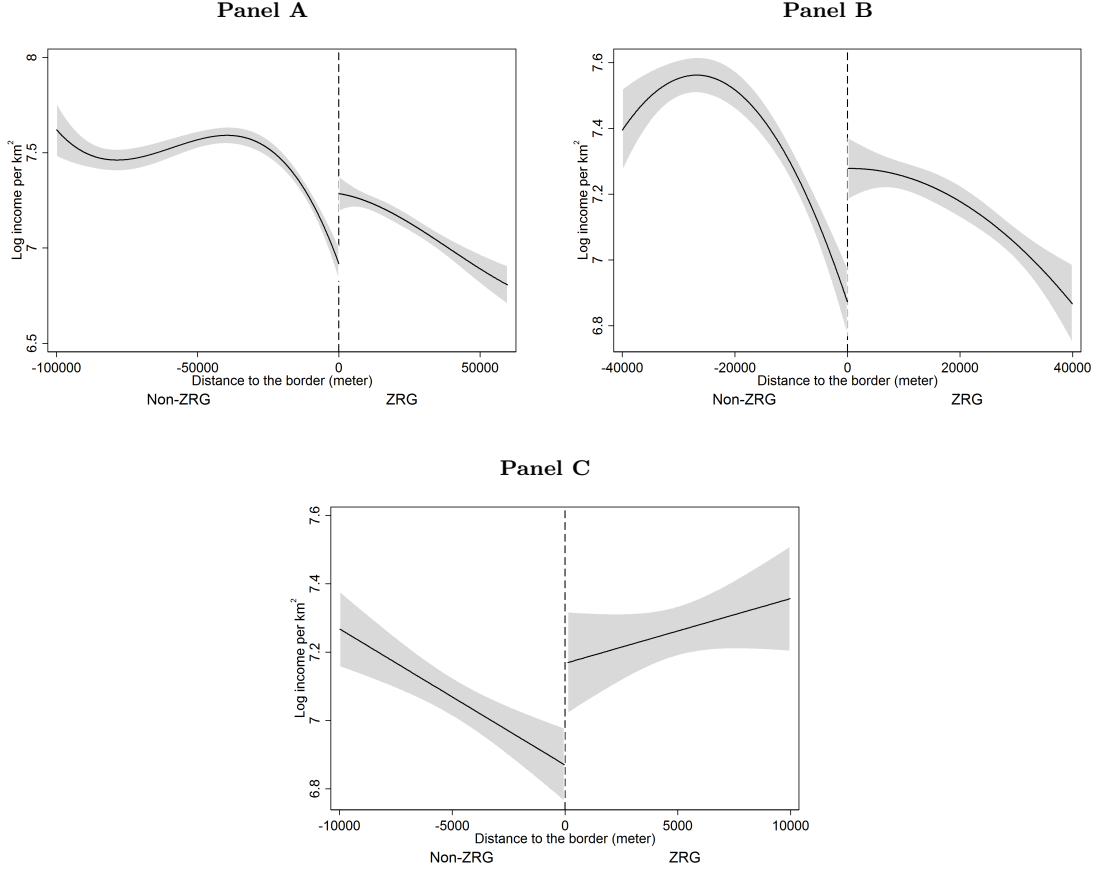 Panel A
Log income per km²
8
7.5
7
6.5
-100000 -50000 0 50000
Distance to the border (meter)
Non-ZRG ZRG
Panel B
Log income per km²
7.6
7.4
7.2
7
6.8
-40000 -20000 0 20000 40000
Distance to the border (meter)
Non-ZRG ZRG
Panel C
Log income per km²
7.6
7.4
7.2
7
6.8
-10000 -5000 0 5000 10000
Distance to the border (meter)
Non-ZRG ZRG